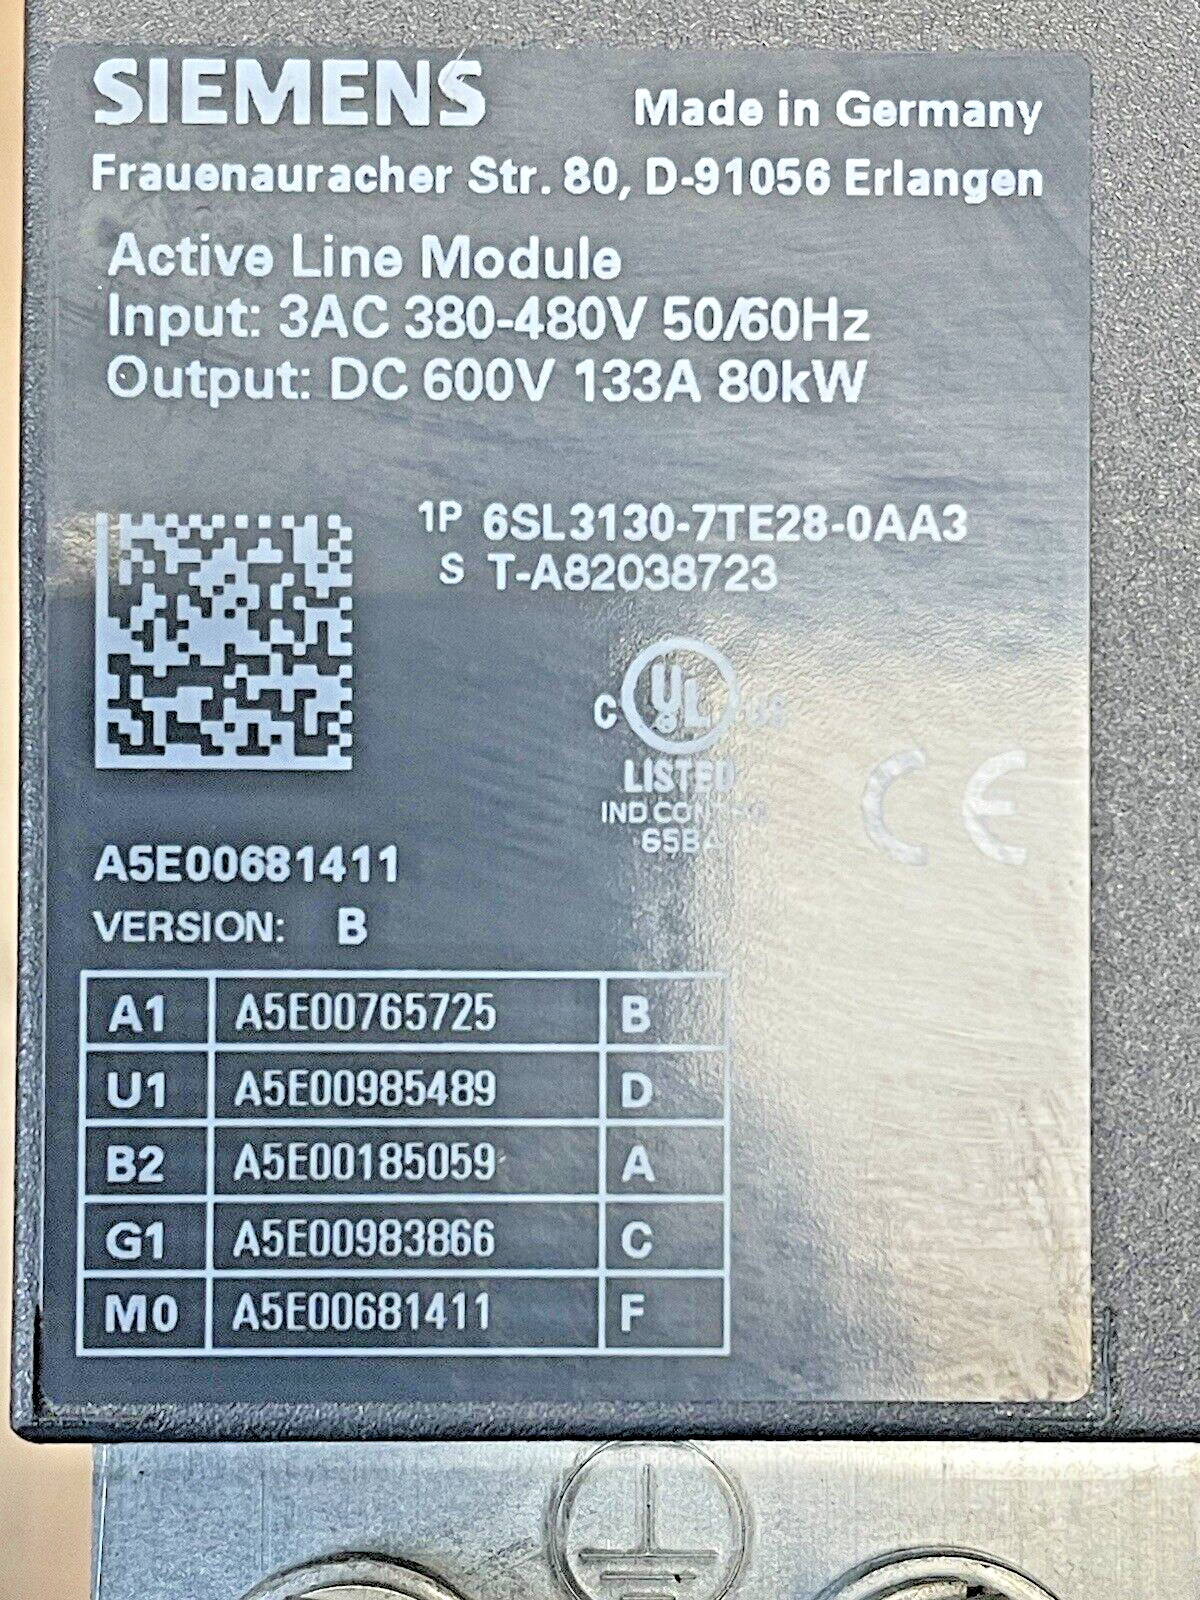 SIEMENS
Made in Germany
Frauenauracher Str. 80, D-91056 Erlangen
Active Line Module
Input: 3AC 380-480V 50/60Hz
Output: DC 600V 133A 80kW
1P 6SL3130-7TE28-0AA3
S T-A82038723
C UL US
LISTED
IND.
A5E00681411
CE
VERSION: B
A1 A5E00765725 B
U1 A5E00985489 D
B2 A5E00185059 A
G1 A5E00983866 C
M0 A5E00681411 F